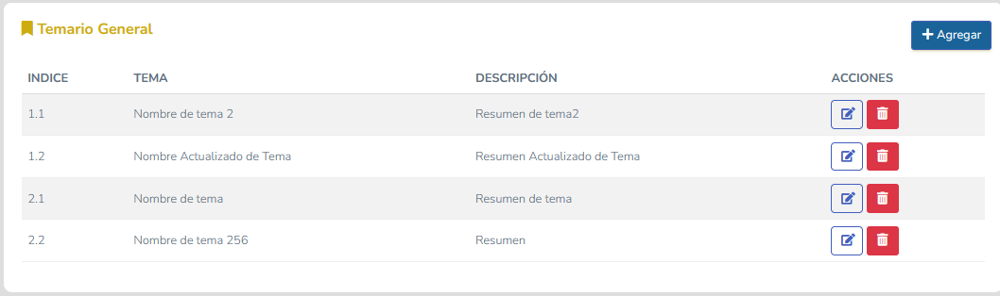 Temario General
Agregar
INDICE TEMA DESCRIPCIÓN ACCIONES
1.1 Nombre de tema 2 Resumen de tema2
1.2 Nombre Actualizado de Tema Resumen Actualizado de Tema
2.1 Nombre de tema Resumen de tema
2.2 Nombre de tema 256 Resumen